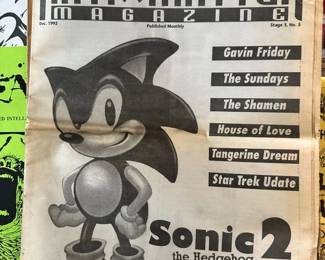 MAGAZINE
Dec. 1992
Published Monthly
Stage 3, No. 5
Gavin Friday
The Sundays
The Shamen
House of Love
Tangerine Dream
Star Trek Udate
Sonic 2
the Hedgehog